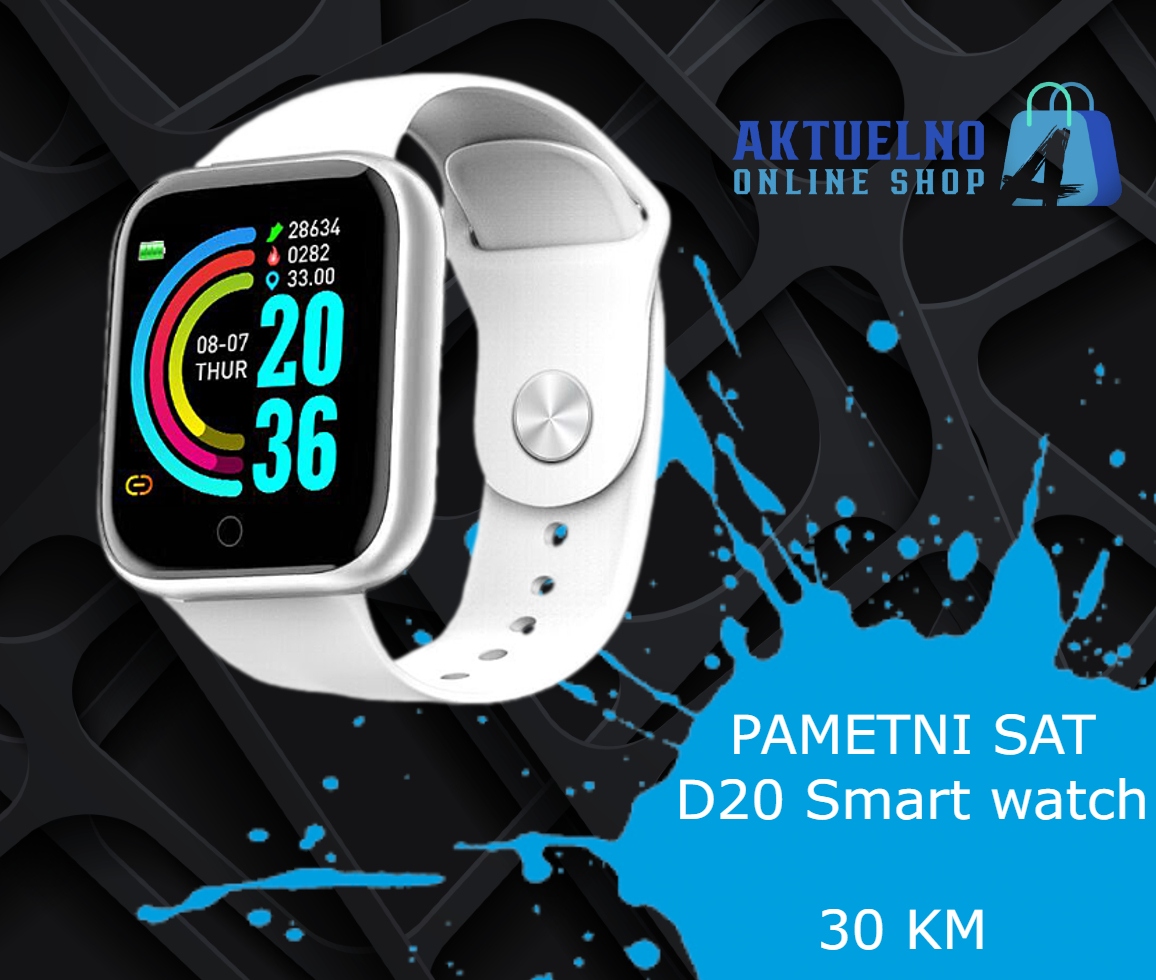 AKTUELNO
ONLINE SHOP
28634
0282
33.00
08-07
THUR
20
36
PAMETNI SAT
D20 Smart watch
30 KM